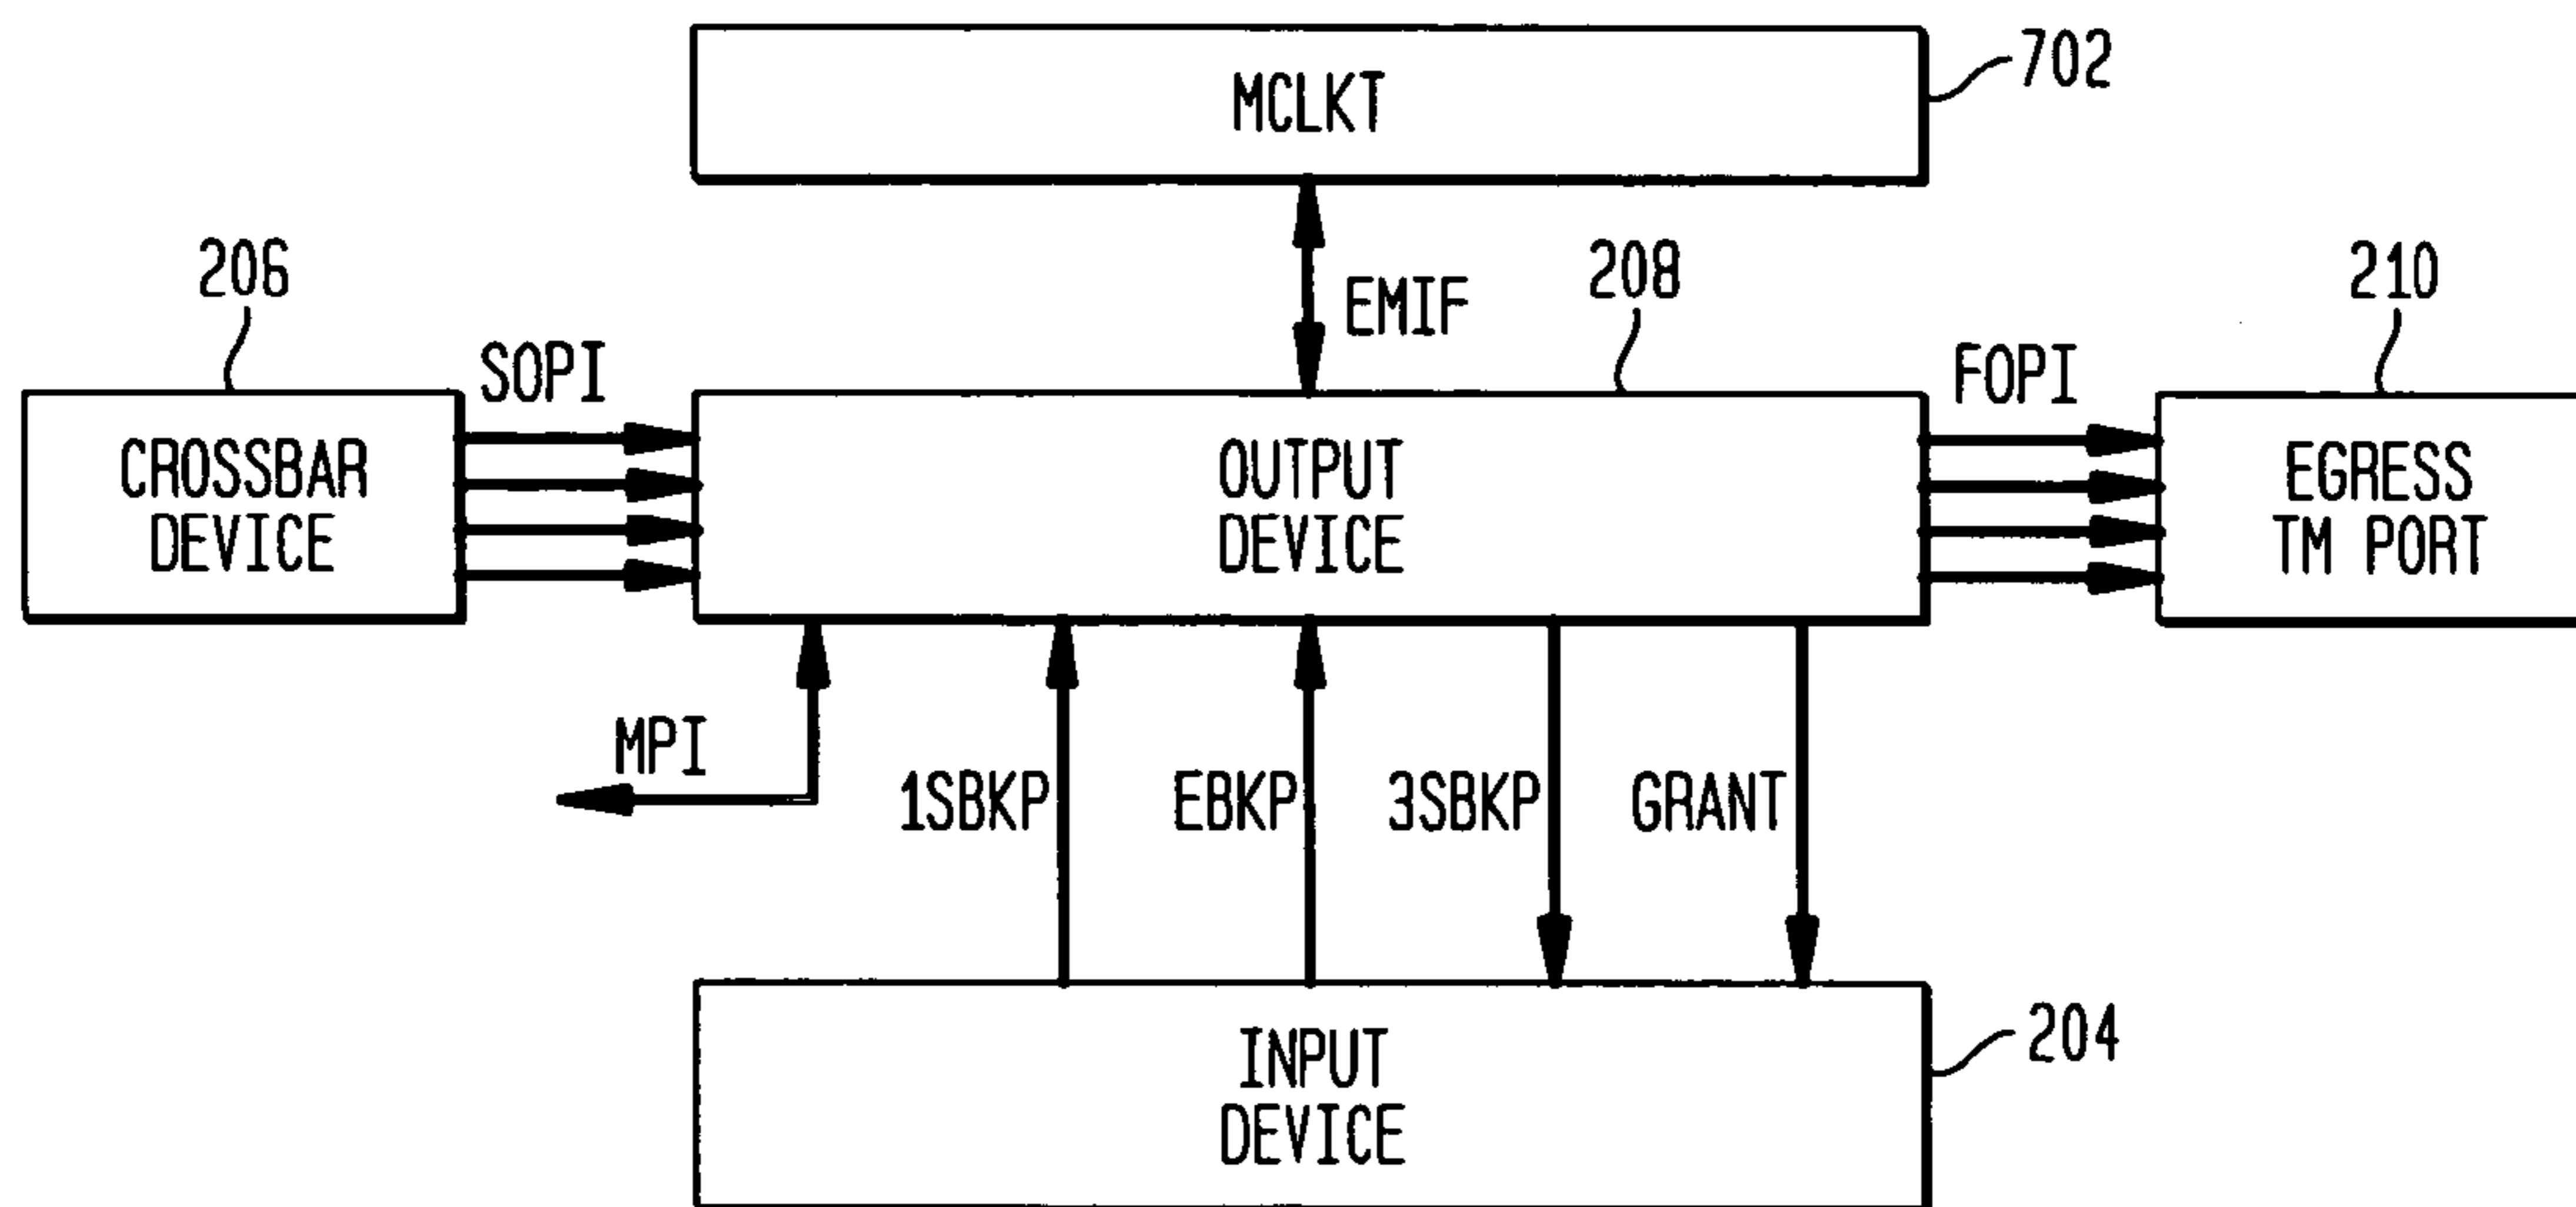 MCLKT
702
206
SOPI
EMIF
208
210
FOPI
CROSSBAR
DEVICE
OUTPUT
DEVICE
EGRESS
TM PORT
MPI
1SBKP
EBKP
3SBKP
GRANT
INPUT
DEVICE
204